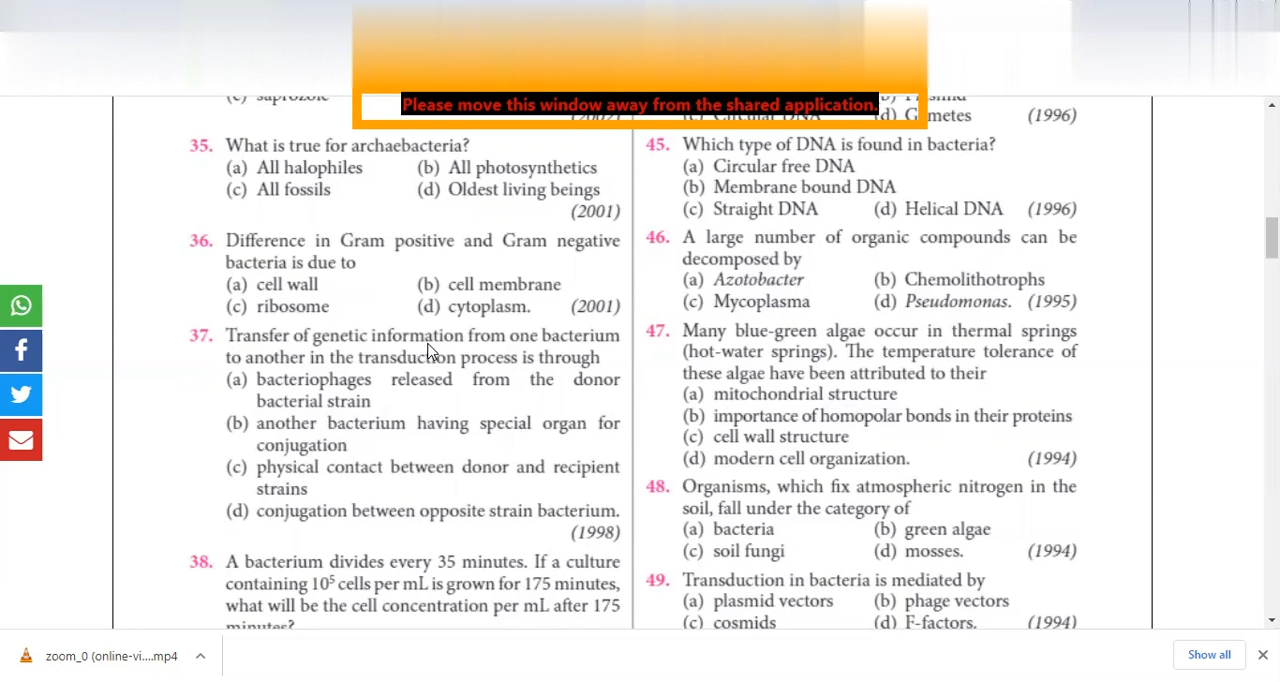 Please move this window away from the shared application.
(c) saprozoic
(2002)
35. What is true for archaebacteria?
(a) All halophiles (b) All photosynthetics
(c) All fossils (d) Oldest living beings
(2001)
36. Difference in Gram positive and Gram negative
bacteria is due to
(a) cell wall (b) cell membrane
(c) ribosome (d) cytoplasm. (2001)
37. Transfer of genetic information from one bacterium
to another in the transduction process is through
(a) bacteriophages released from the donor
bacterial strain
(b) another bacterium having special organ for
conjugation
(c) physical contact between donor and recipient
strains
(d) conjugation between opposite strain bacterium.
(1998)
38. A bacterium divides every 35 minutes. If a culture
containing 10⁵ cells per mL is grown for 175 minutes,
what will be the cell concentration per mL after 175
minutes?
(b) Plasmid
(c) Circular DNA (d) Gametes (1996)
45. Which type of DNA is found in bacteria?
(a) Circular free DNA
(b) Membrane bound DNA
(c) Straight DNA (d) Helical DNA (1996)
46. A large number of organic compounds can be
decomposed by
(a) Azotobacter (b) Chemolithotrophs
(c) Mycoplasma (d) Pseudomonas. (1995)
47. Many blue-green algae occur in thermal springs
(hot-water springs). The temperature tolerance of
these algae have been attributed to their
(a) mitochondrial structure
(b) importance of homopolar bonds in their proteins
(c) cell wall structure
(d) modern cell organization. (1994)
48. Organisms, which fix atmospheric nitrogen in the
soil, fall under the category of
(a) bacteria (b) green algae
(c) soil fungi (d) mosses. (1994)
49. Transduction in bacteria is mediated by
(a) plasmid vectors (b) phage vectors
(c) cosmids (d) F-factors. (1994)
zoom_0 (online-vi....mp4
Show all